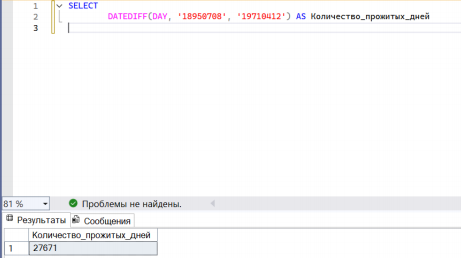 1 SELECT
2 DATEDIFF(DAY, '18950708', '19710412') AS Количество_прожитых_дней
3
81 % Проблемы не найдены.
Результаты Сообщения
Количество_прожитых_дней
1 27671